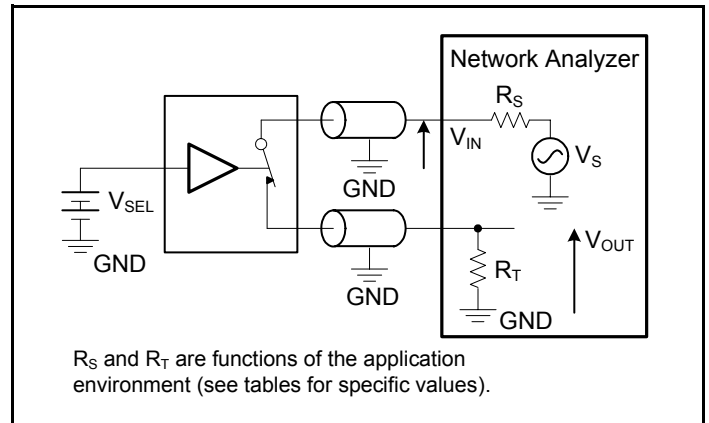 Network Analyzer
R_S
V_IN
V_S
GND
V_SEL
GND
V_OUT
GND
R_T
GND
R_S and R_T are functions of the application
environment (see tables for specific values).